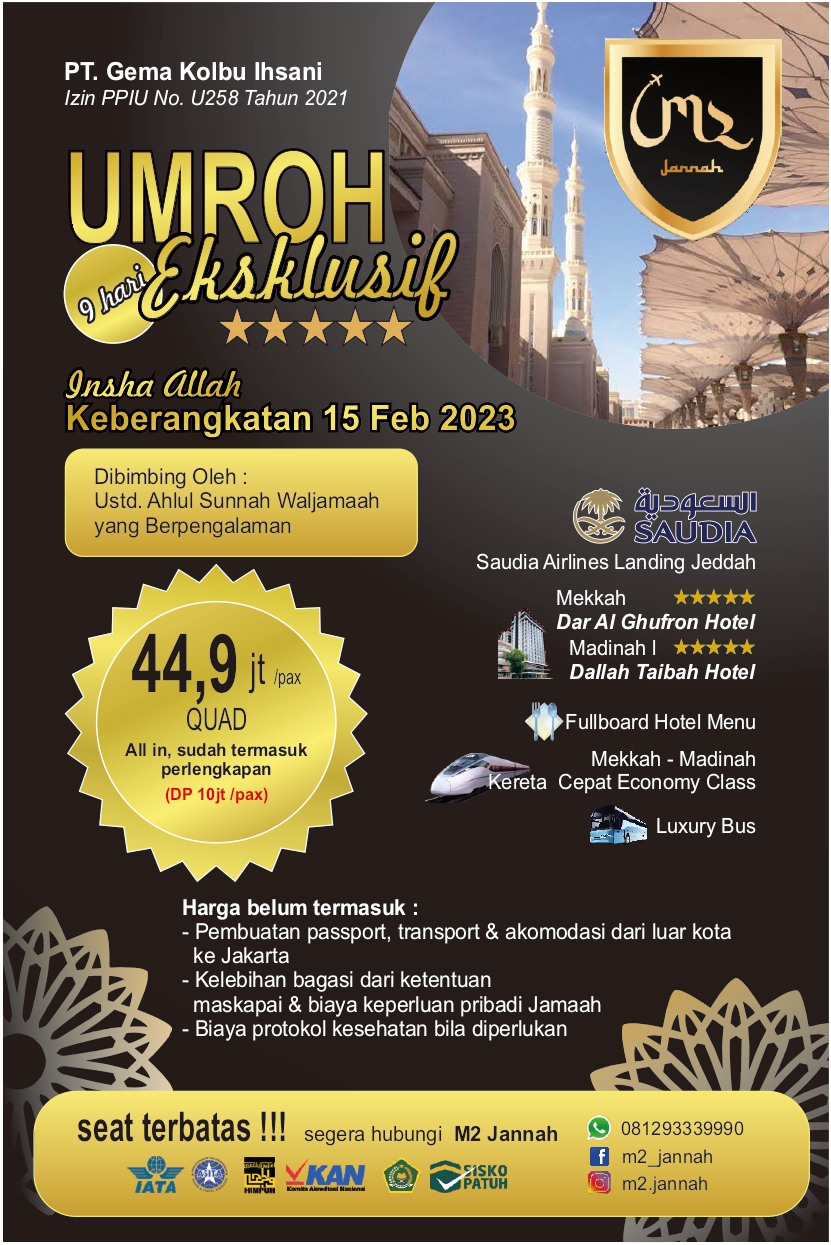 PT. Gema Kolbu Ihsani
Izin PPIU No. U258 Tahun 2021
M2
Jannah
UMROH
9 hari
Eksklusif
Insha Allah
Keberangkatan 15 Feb 2023
Dibimbing Oleh :
Ustd. Ahlul Sunnah Waljamaah
yang Berpengalaman
السعودية
SAUDIA
Saudia Airlines Landing Jeddah
Mekkah
Dar Al Ghufron Hotel
Madinah I
Dallah Taibah Hotel
44,9 jt /pax
QUAD
All in, sudah termasuk
perlengkapan
(DP 10jt /pax)
Fullboard Hotel Menu
Mekkah - Madinah
Kereta Cepat Economy Class
Luxury Bus
Harga belum termasuk :
- Pembuatan passport, transport & akomodasi dari luar kota
ke Jakarta
- Kelebihan bagasi dari ketentuan
maskapai & biaya keperluan pribadi Jamaah
- Biaya protokol kesehatan bila diperlukan
seat terbatas !!! segera hubungi M2 Jannah
081293339990
m2_jannah
m2.jannah
IATA
ASITA
HIMPUH
KAN
Komite Akreditasi Nasional
SISKO
PATUH